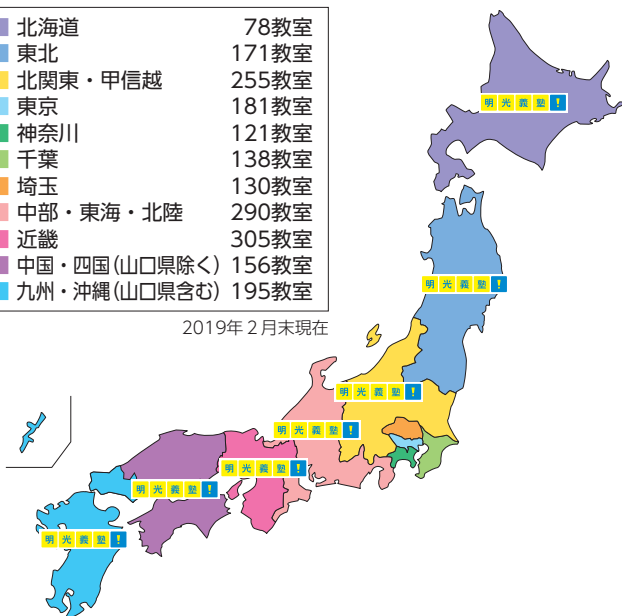 北海道 78教室
東北 171教室
北関東・甲信越 255教室
東京 181教室
神奈川 121教室
千葉 138教室
埼玉 130教室
中部・東海・北陸 290教室
近畿 305教室
中国・四国(山口県除く) 156教室
九州・沖縄(山口県含む) 195教室
2019年2月末現在
明光義塾!
明光義塾!
明光義塾!
明光義塾!
明光義塾!
明光義塾!
明光義塾!